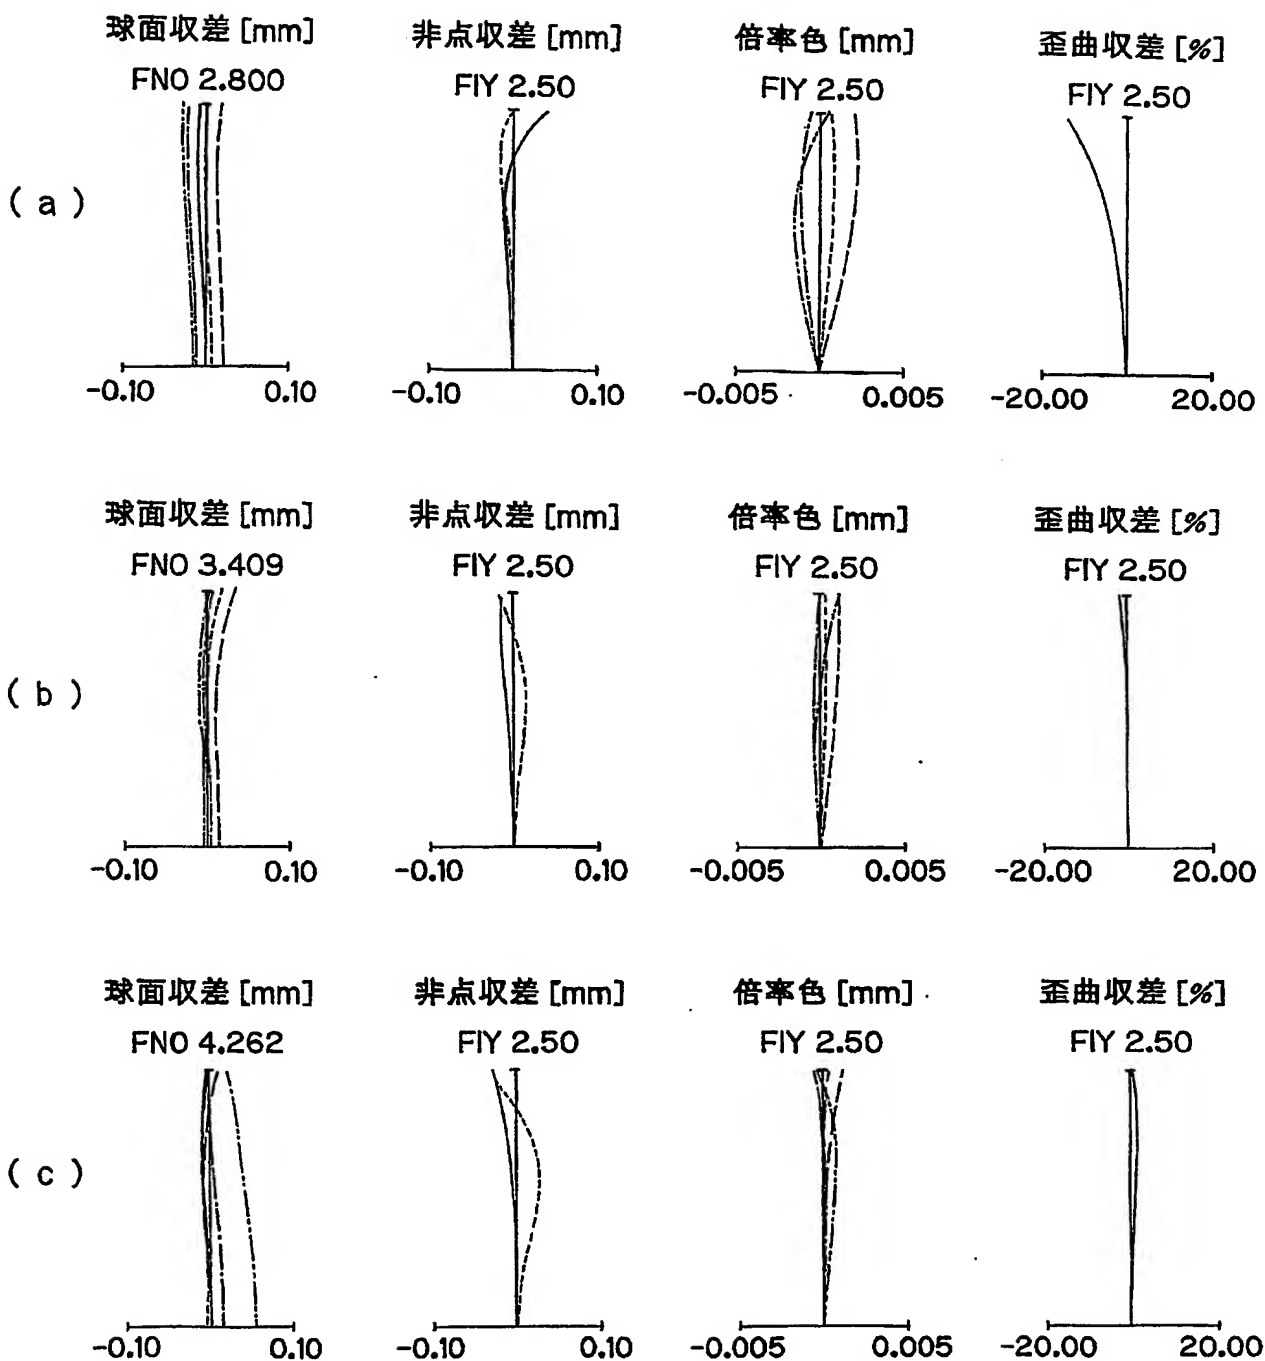 球面収差 [mm] 非点収差 [mm] 倍率色 [mm] 歪曲収差 [%]
FNO 2.800 FIY 2.50 FIY 2.50 FIY 2.50
( a )
-0.10 0.10 -0.10 0.10 -0.005 0.005 -20.00 20.00
球面収差 [mm] 非点収差 [mm] 倍率色 [mm] 歪曲収差 [%]
FNO 3.409 FIY 2.50 FIY 2.50 FIY 2.50
( b )
-0.10 0.10 -0.10 0.10 -0.005 0.005 -20.00 20.00
球面収差 [mm] 非点収差 [mm] 倍率色 [mm] 歪曲収差 [%]
FNO 4.262 FIY 2.50 FIY 2.50 FIY 2.50
( c )
-0.10 0.10 -0.10 0.10 -0.005 0.005 -20.00 20.00